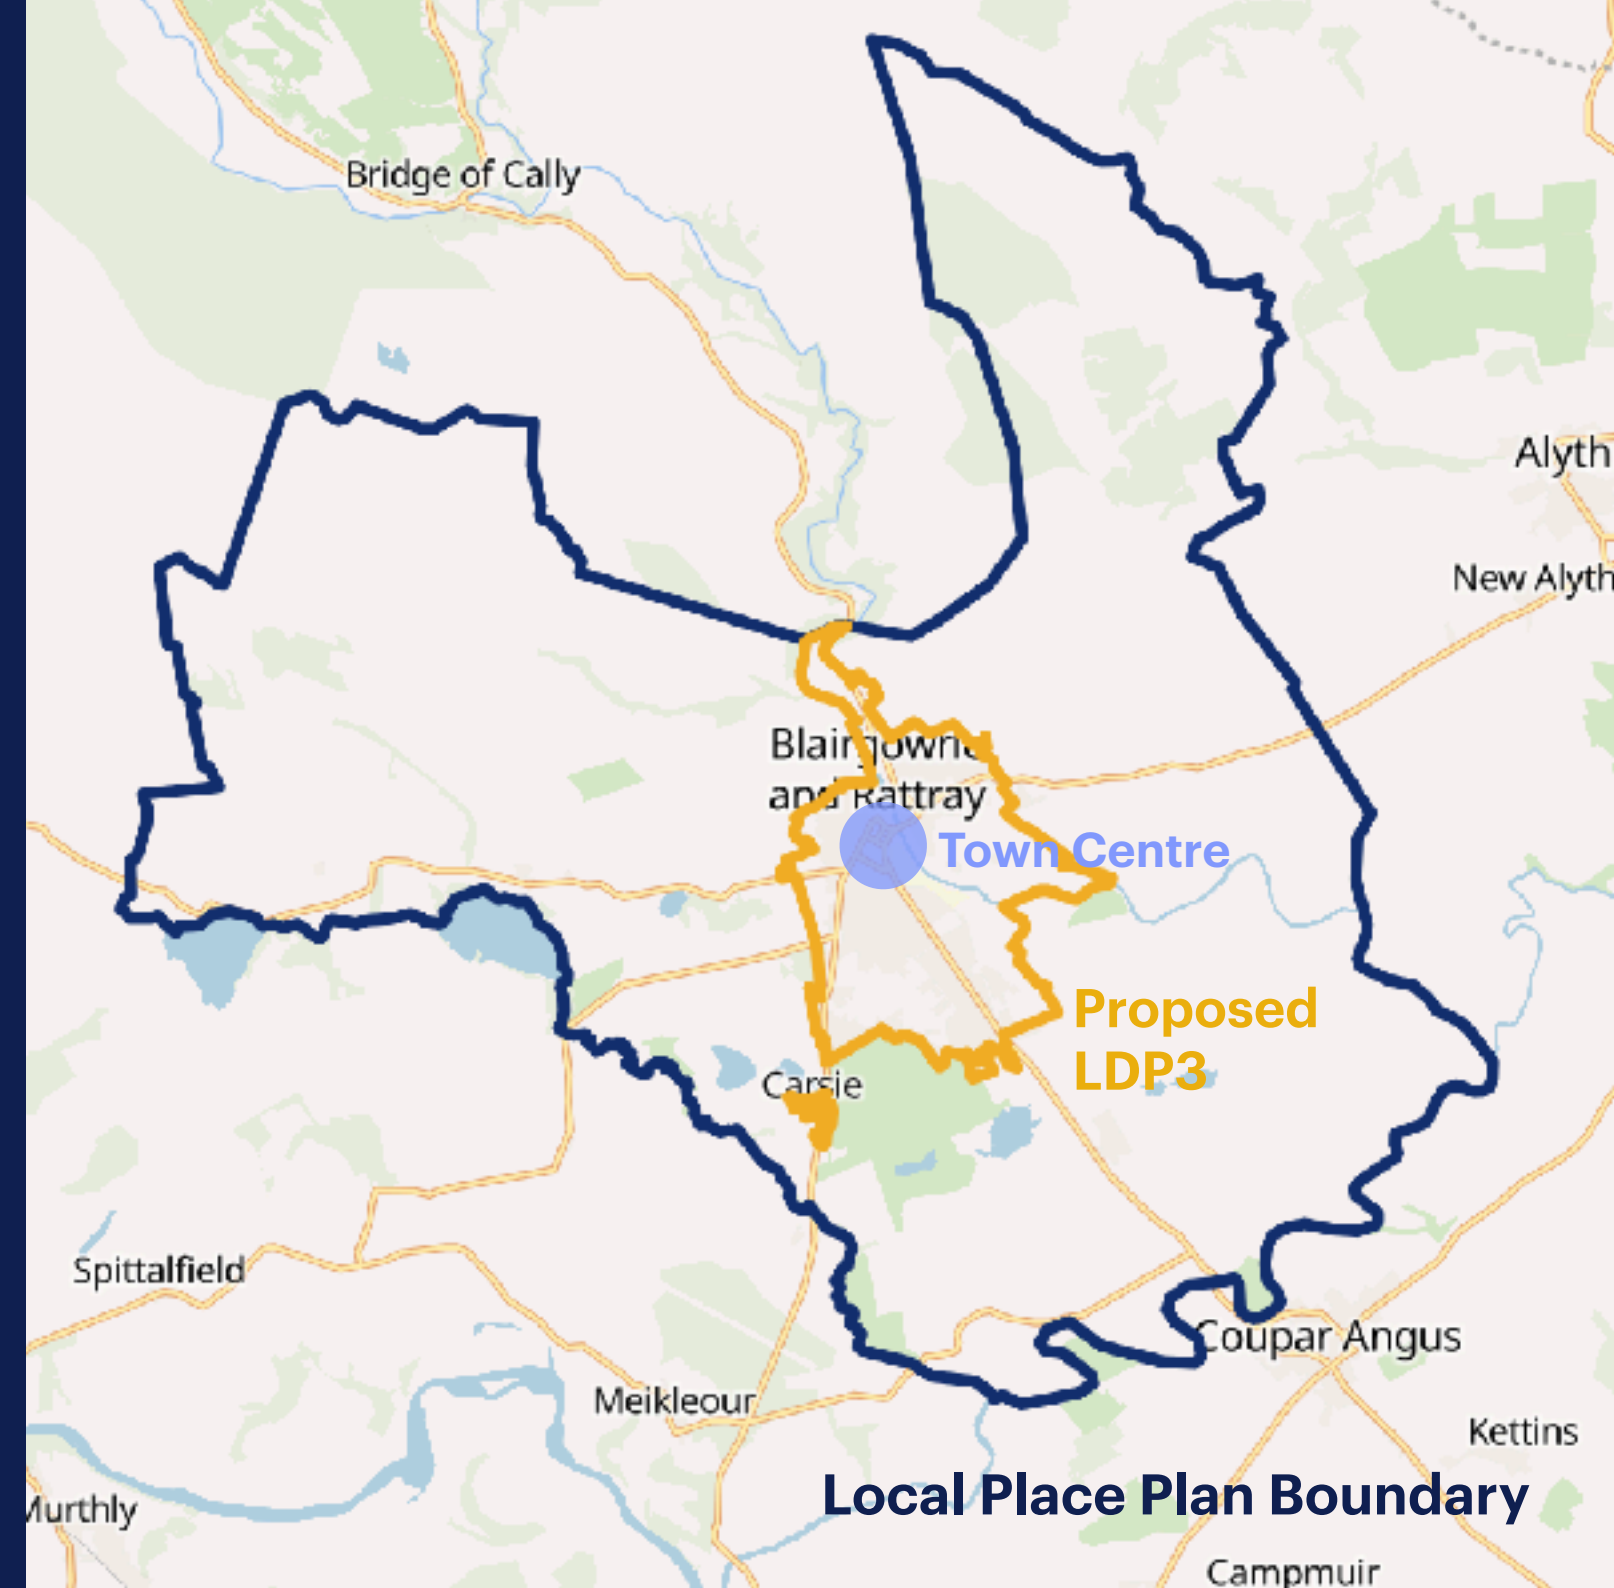 Bridge of Cally
Alyth
New Alyth
Blairgowrie
and Rattray
Town Centre
Proposed
LDP3
Carsie
Spittalfield
Coupar Angus
Meikleour
Kettins
Local Place Plan Boundary
Murthly
Campmuir